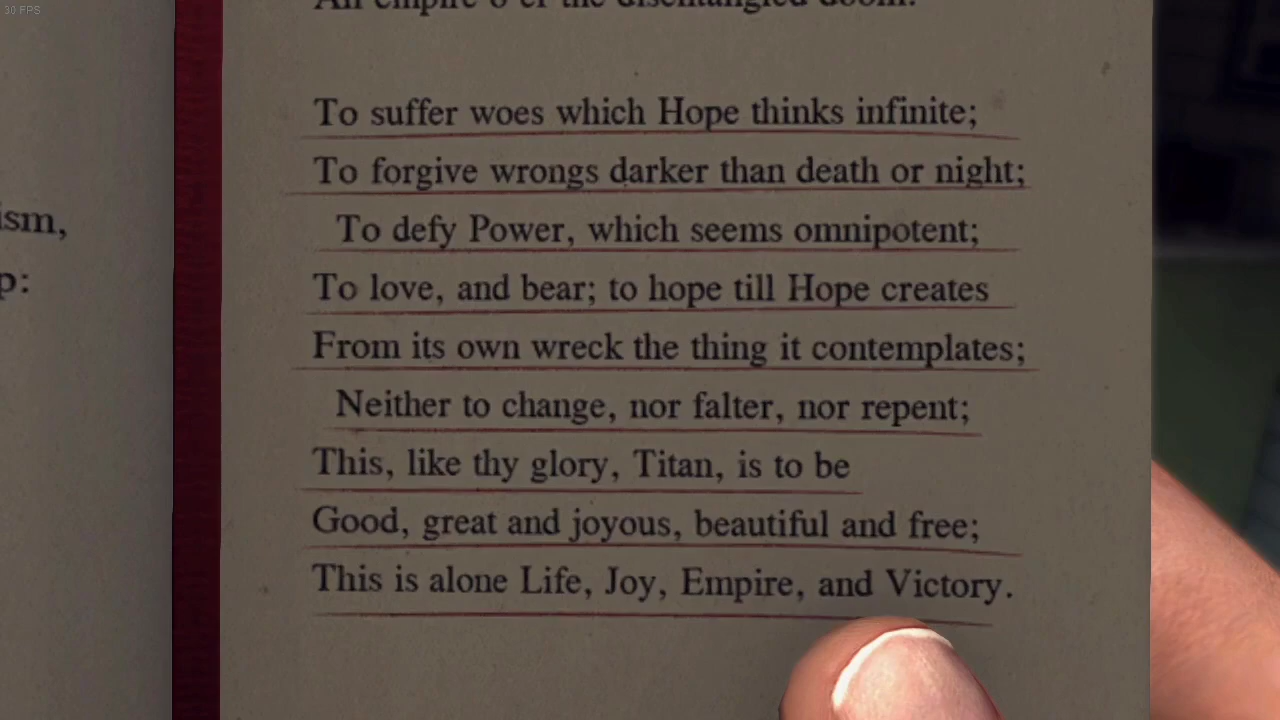 30 FPS
An empire o'er the disentangled doom.
To suffer woes which Hope thinks infinite;
To forgive wrongs darker than death or night;
To defy Power, which seems omnipotent;
To love, and bear; to hope till Hope creates
From its own wreck the thing it contemplates;
Neither to change, nor falter, nor repent;
This, like thy glory, Titan, is to be
Good, great and joyous, beautiful and free;
This is alone Life, Joy, Empire, and Victory.
ism,
p: